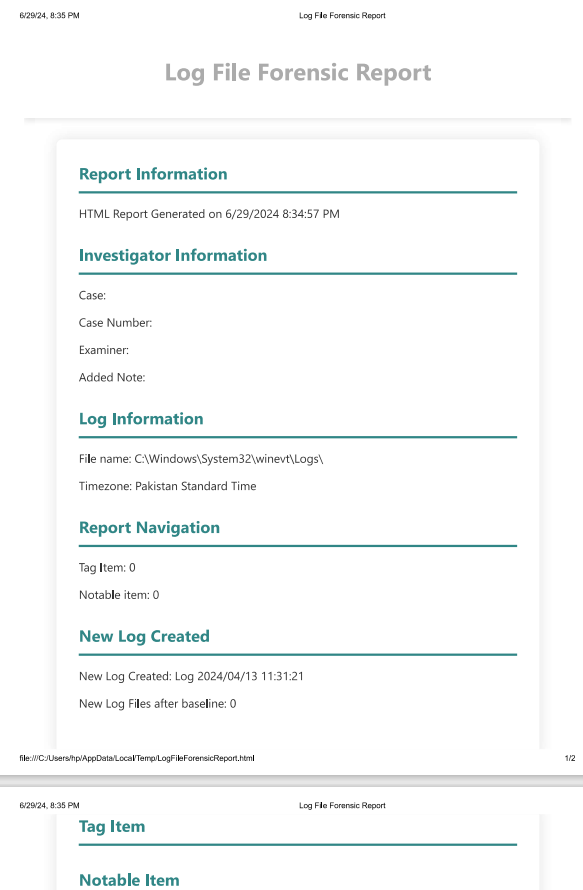 6/29/24, 8:35 PM Log File Forensic Report
Log File Forensic Report
Report Information
HTML Report Generated on 6/29/2024 8:34:57 PM
Investigator Information
Case:
Case Number:
Examiner:
Added Note:
Log Information
File name: C:\Windows\System32\winevt\Logs\
Timezone: Pakistan Standard Time
Report Navigation
Tag Item: 0
Notable item: 0
New Log Created
New Log Created: Log 2024/04/13 11:31:21
New Log Files after baseline: 0
file:///C:/Users/hp/AppData/Local/Temp/LogFileForensicReport.html 1/2
6/29/24, 8:35 PM Log File Forensic Report
Tag Item
Notable Item